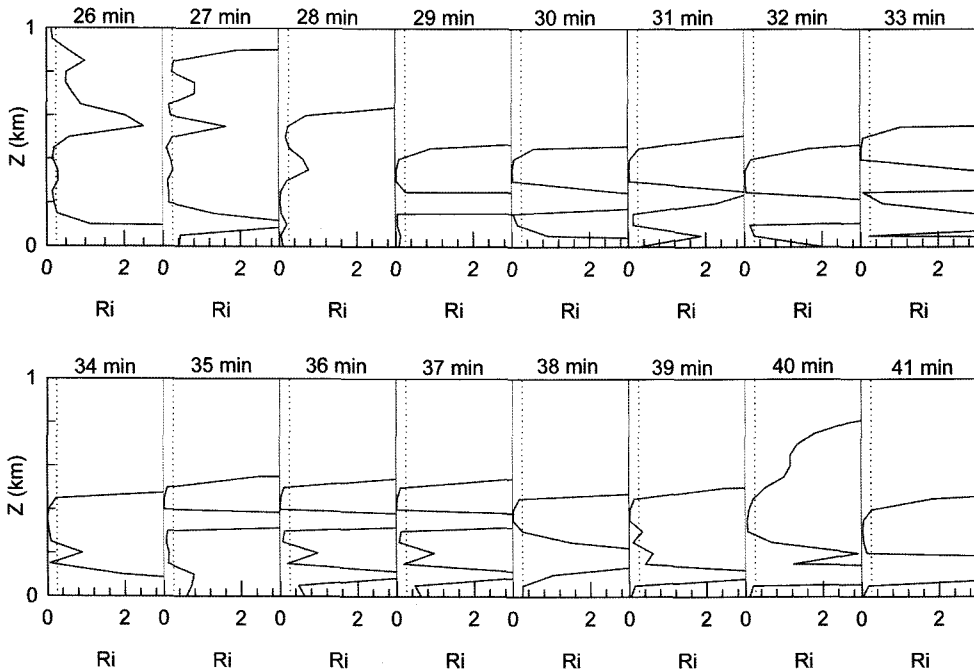 26 min 27 min 28 min 29 min 30 min 31 min 32 min 33 min
1
Z (km)
0
0 2 0 2 0 2 0 2 0 2 0 2 0 2 0 2
Ri Ri Ri Ri Ri Ri Ri Ri
34 min 35 min 36 min 37 min 38 min 39 min 40 min 41 min
1
Z (km)
0
0 2 0 2 0 2 0 2 0 2 0 2 0 2 0 2
Ri Ri Ri Ri Ri Ri Ri Ri